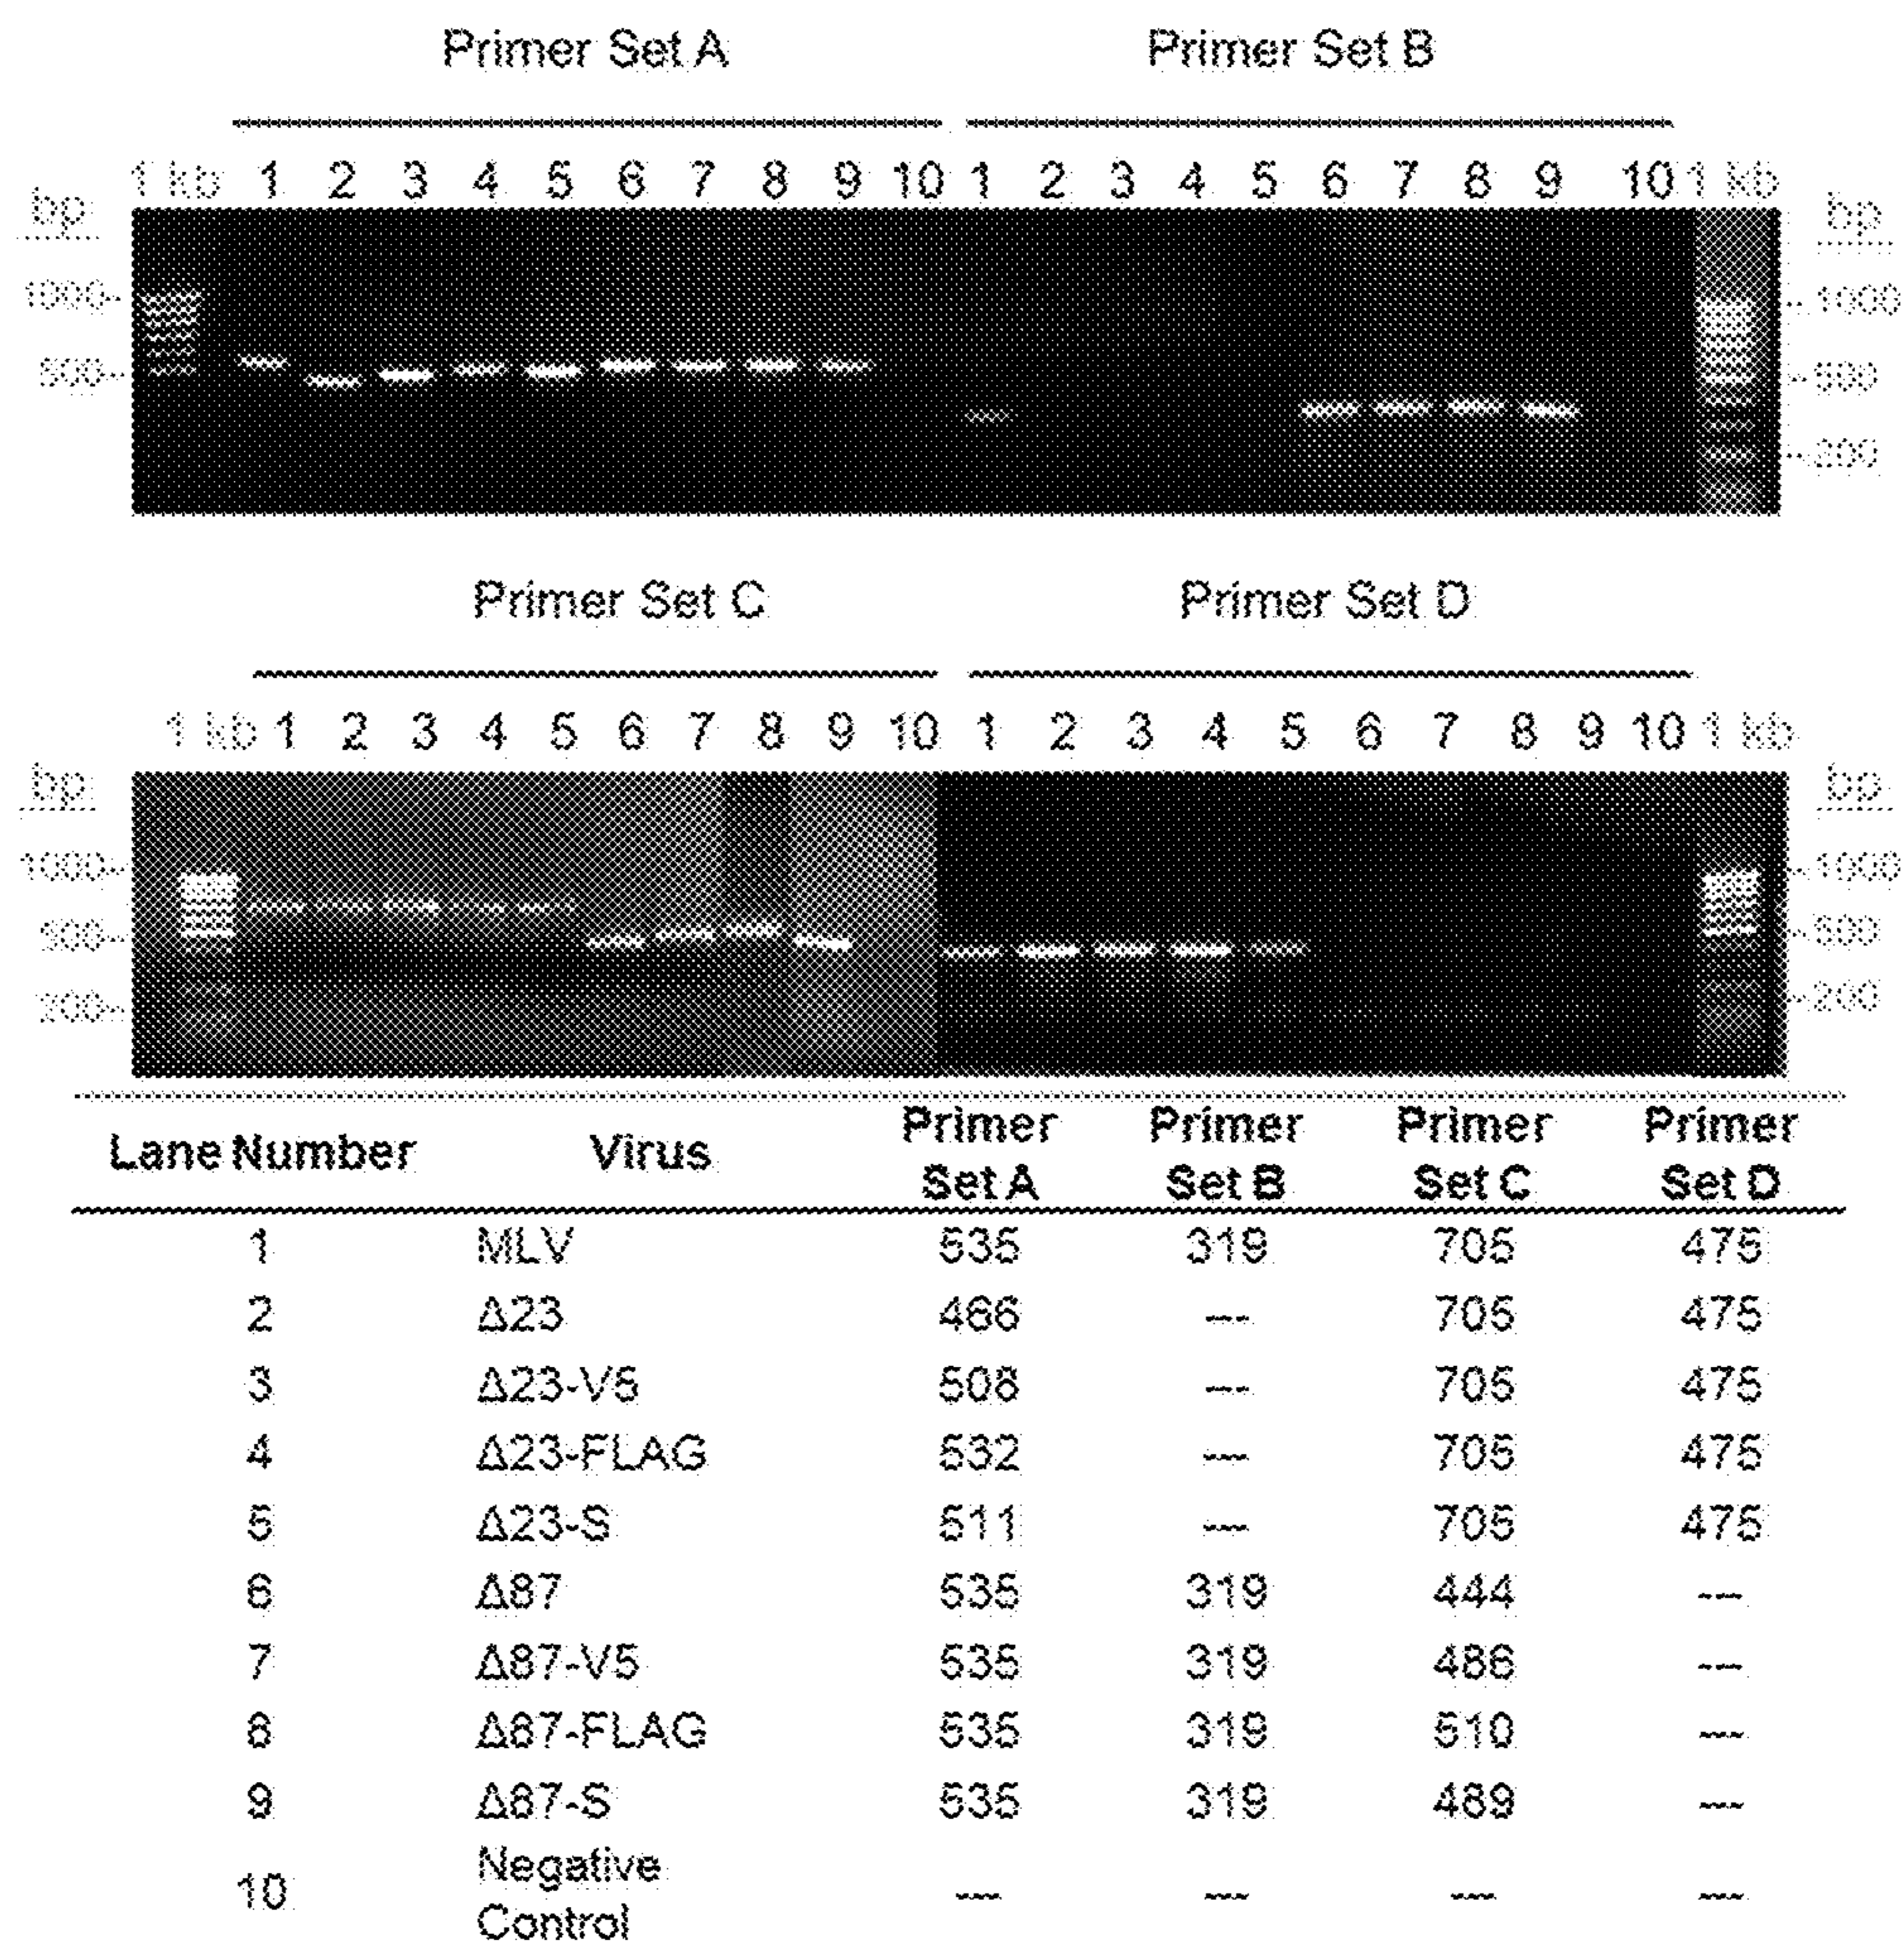 Primer Set A Primer Set B
1 kb 1 2 3 4 5 6 7 8 9 10 1 2 3 4 5 6 7 8 9 10 1 kb
bp bp
1000- - 1000
500- - 500
- 200
Primer Set C Primer Set D
1 kb 1 2 3 4 5 6 7 8 9 10 1 2 3 4 5 6 7 8 9 10 1 kb
bp bp
1000- - 1000
500- - 500
200- - 200
Lane Number Virus Primer Set A Primer Set B Primer Set C Primer Set D
1 MLV 535 319 705 475
2 Δ23 466 --- 705 475
3 Δ23-V5 508 --- 705 475
4 Δ23-FLAG 532 --- 705 475
5 Δ23-S 511 --- 705 475
6 Δ87 535 319 444 ---
7 Δ87-V5 535 319 486 ---
8 Δ87-FLAG 535 319 510 ---
9 Δ87-S 535 319 489 ---
10 Negative Control --- --- --- ---